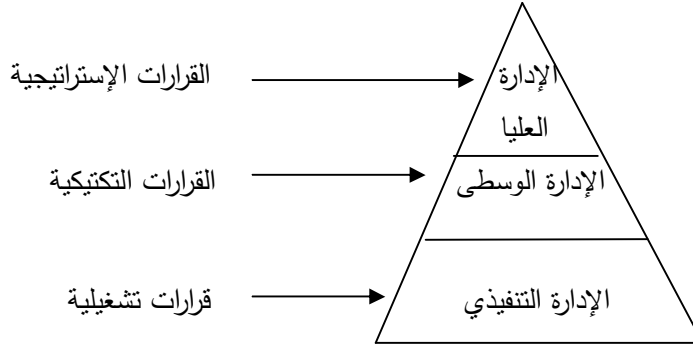 القرارات الإستراتيجية
الإدارة
العليا
القرارات التكتيكية
الإدارة الوسطى
قرارات تشغيلية
الإدارة التنفيذي